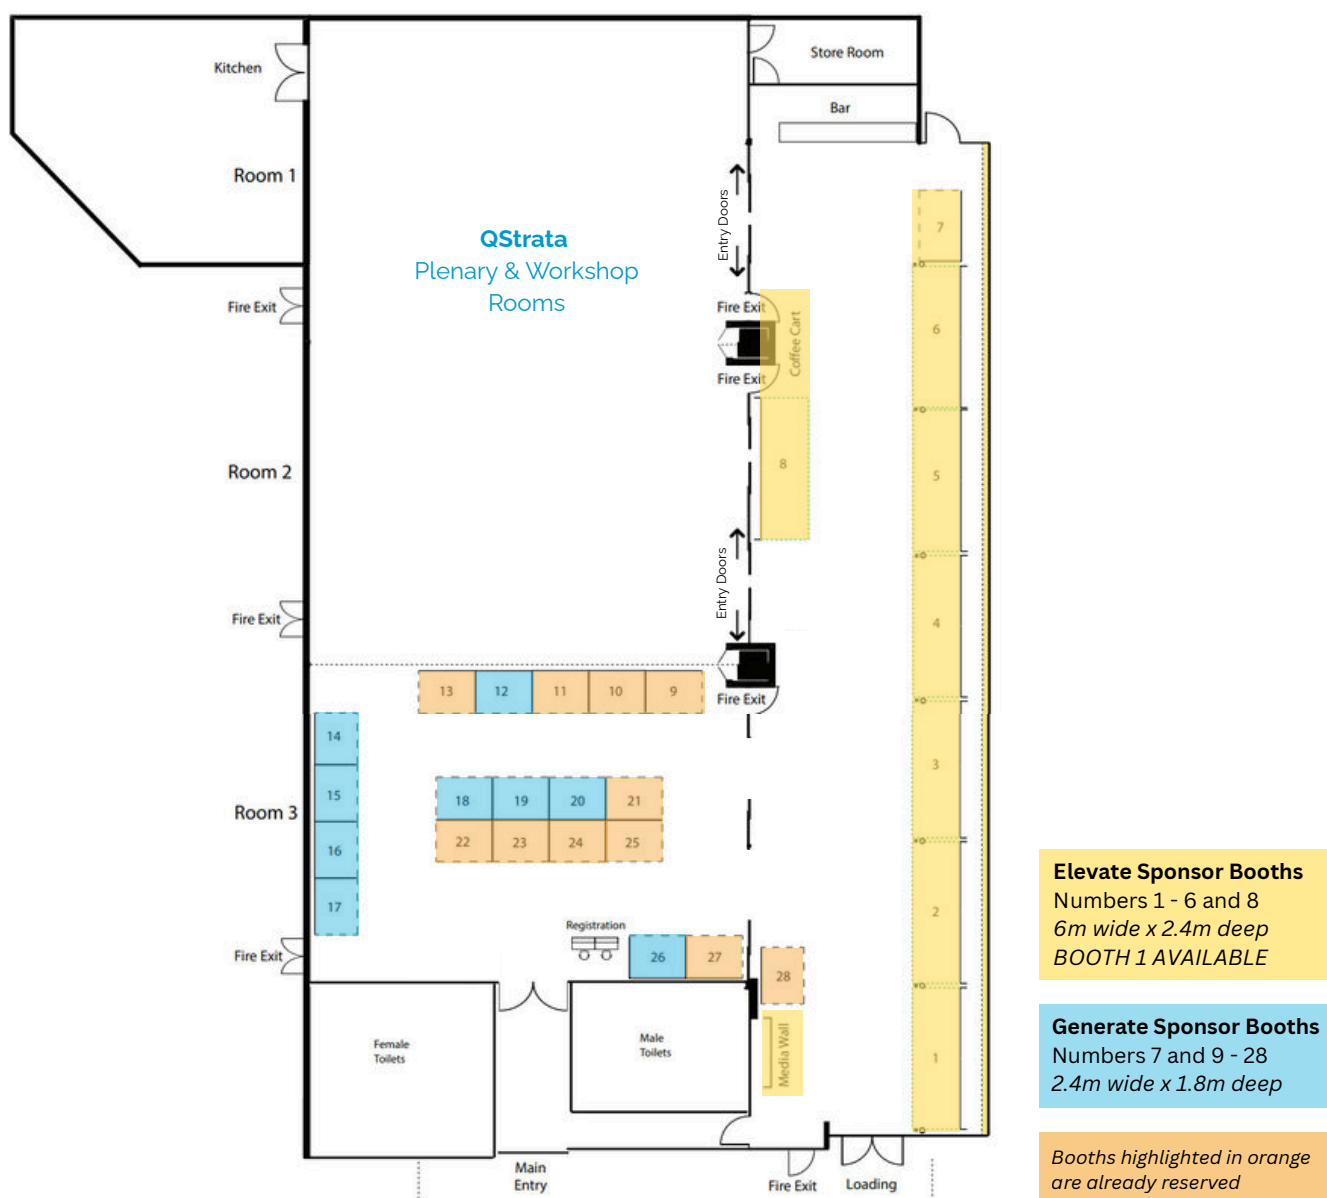 Store Room
Kitchen
Bar
Room 1
Entry Doors
7
QStrata
Plenary & Workshop
Rooms
Fire Exit
Fire Exit
Coffee Cart
6
Fire Exit
8
Room 2
5
Entry Doors
Fire Exit
4
13
12
11
10
9
Fire Exit
14
3
15
18
19
20
21
Room 3
16
22
23
24
25
17
2
Registration
Fire Exit
26
27
28
Female
Toilets
Male
Toilets
Media Wall
1
Main
Entry
Fire Exit
Loading
Elevate Sponsor Booths
Numbers 1 - 6 and 8
6m wide x 2.4m deep
BOOTH 1 AVAILABLE
Generate Sponsor Booths
Numbers 7 and 9 - 28
2.4m wide x 1.8m deep
Booths highlighted in orange
are already reserved